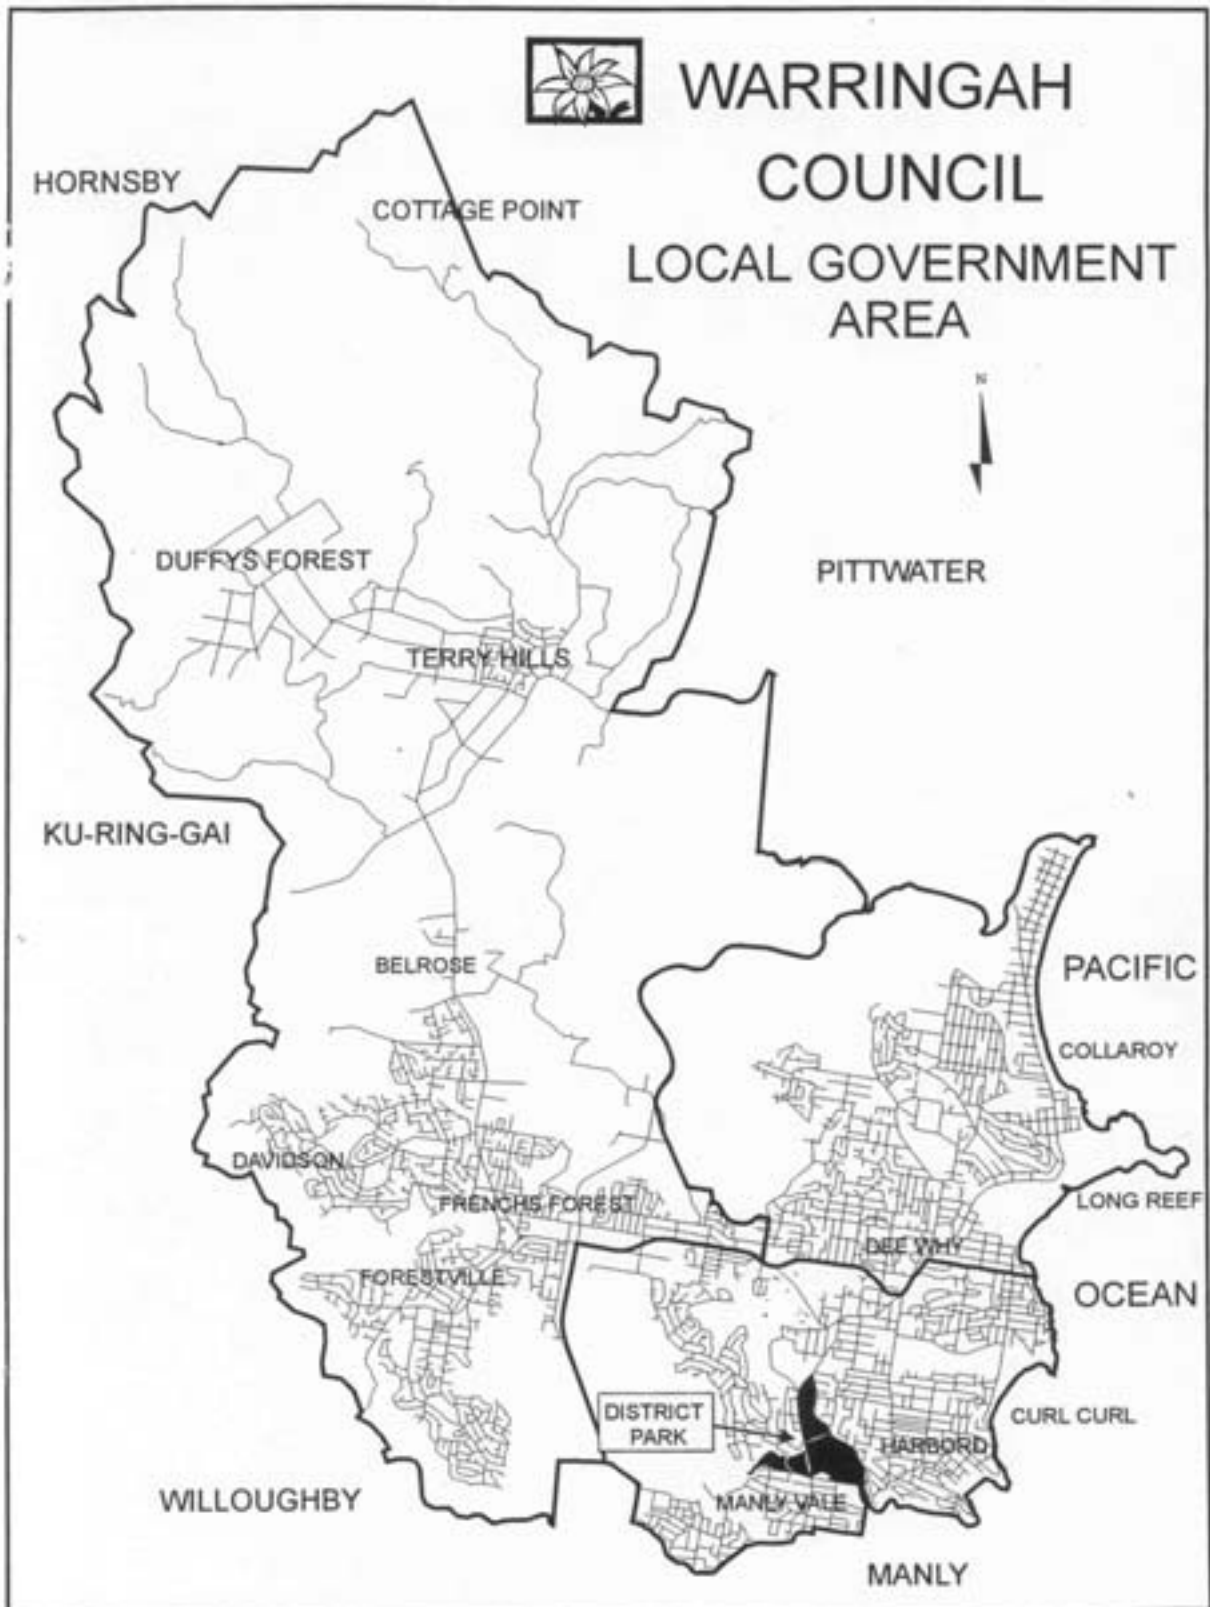 WARRINGAH
COUNCIL
LOCAL GOVERNMENT
AREA
HORNSBY
COTTAGE POINT
N
DUFFYS FOREST
PITTWATER
TERRY HILLS
KU-RING-GAI
BELROSE
PACIFIC
COLLAROY
DAVIDSON
FRENCHS FOREST
LONG REEF
DEE WHY
FORESTVILLE
OCEAN
DISTRICT
PARK
CURL CURL
HARBORD
WILLOUGHBY
MANLY VALE
MANLY